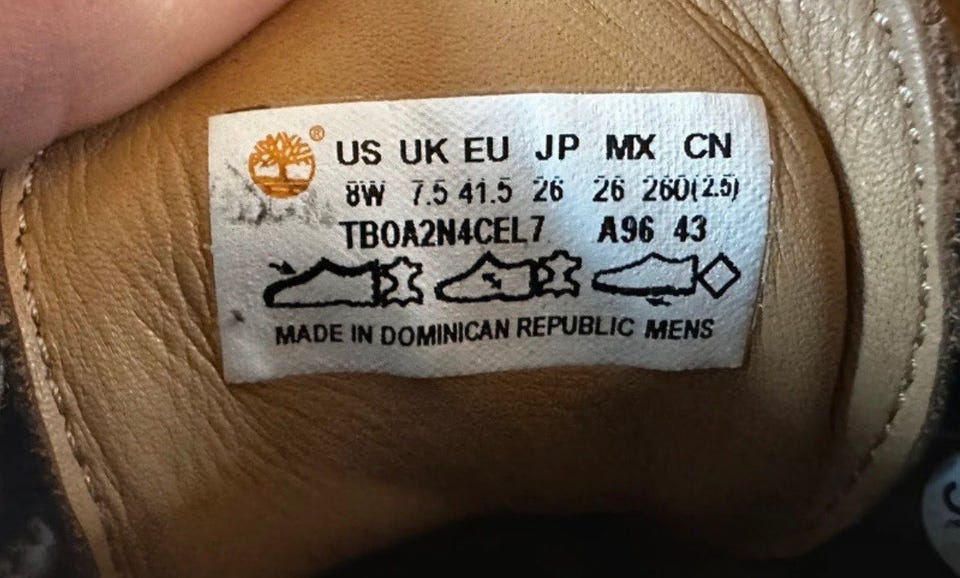 ® US UK EU JP MX CN
8W 7.5 41.5 26 26 260(2.5)
TB0A2N4CEL7 A96 43
MADE IN DOMINICAN REPUBLIC MENS